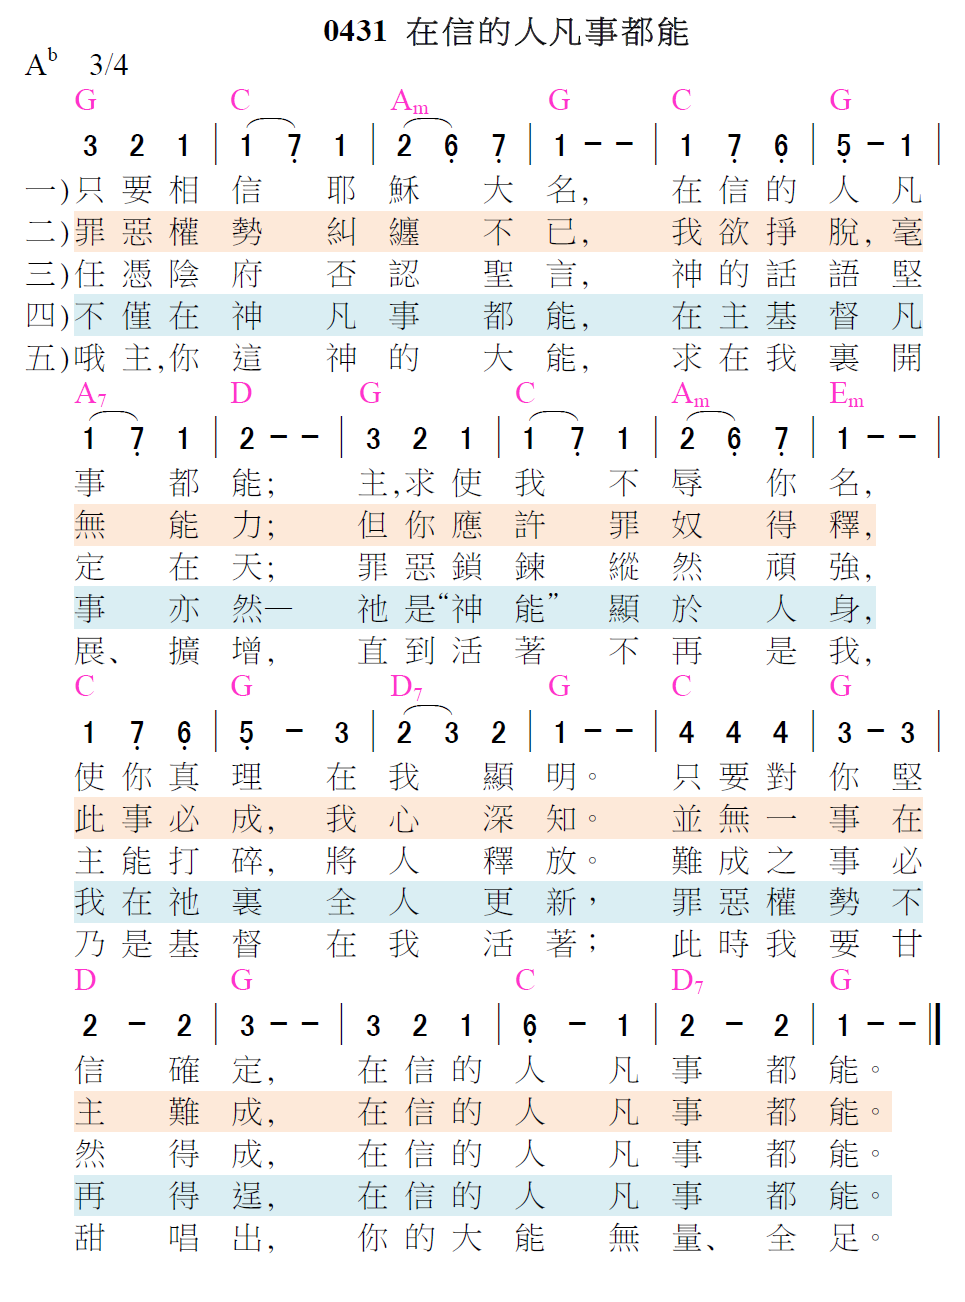 0431 在信的人凡事都能
A♭ 3/4
G C Am G C G
3 2 1 | 1 7̣ 1 | 2 6̣ 7̣ | 1 - - | 1 7̣ 6̣ | 5̣ - 1 |
一)只要相信耶穌大名,在信的人凡
二)罪惡權勢糾纏不已,我欲掙脫,毫
三)任憑陰府否認聖言,神的話語堅
四)不僅在神凡事都能,在主基督凡
五)哦主,你這神的大能,求在我裏開
A7 D G C Am Em
1 7̣ 1 | 2 - - | 3 2 1 | 1 7̣ 1 | 2 6̣ 7̣ | 1 - - |
事都能;主,求使我不辱你名,
無能力;但你應許罪奴得釋,
定在天;罪惡鎖鍊縱然頑強,
事亦然─祂是“神能”顯於人身,
展、擴增,直到活著不再是我,
C G D7 G C G
1 7̣ 6̣ | 5̣ - 3 | 2 3 2 | 1 - - | 4 4 4 | 3 - 3 |
使你真理在我顯明。只要對你堅
此事必成,我心深知。並無一事在
主能打碎,將人釋放。難成之事必
我在祂裏全人更新,罪惡權勢不
乃是基督在我活著;此時我要甘
D G C D7 G
2 - 2 | 3 - - | 3 2 1 | 6̣ - 1 | 2 - 2 | 1 - - ‖
信確定,在信的人凡事都能。
主難成,在信的人凡事都能。
然得成,在信的人凡事都能。
再得逞,在信的人凡事都能。
甜唱出,你的大能無量、全足。